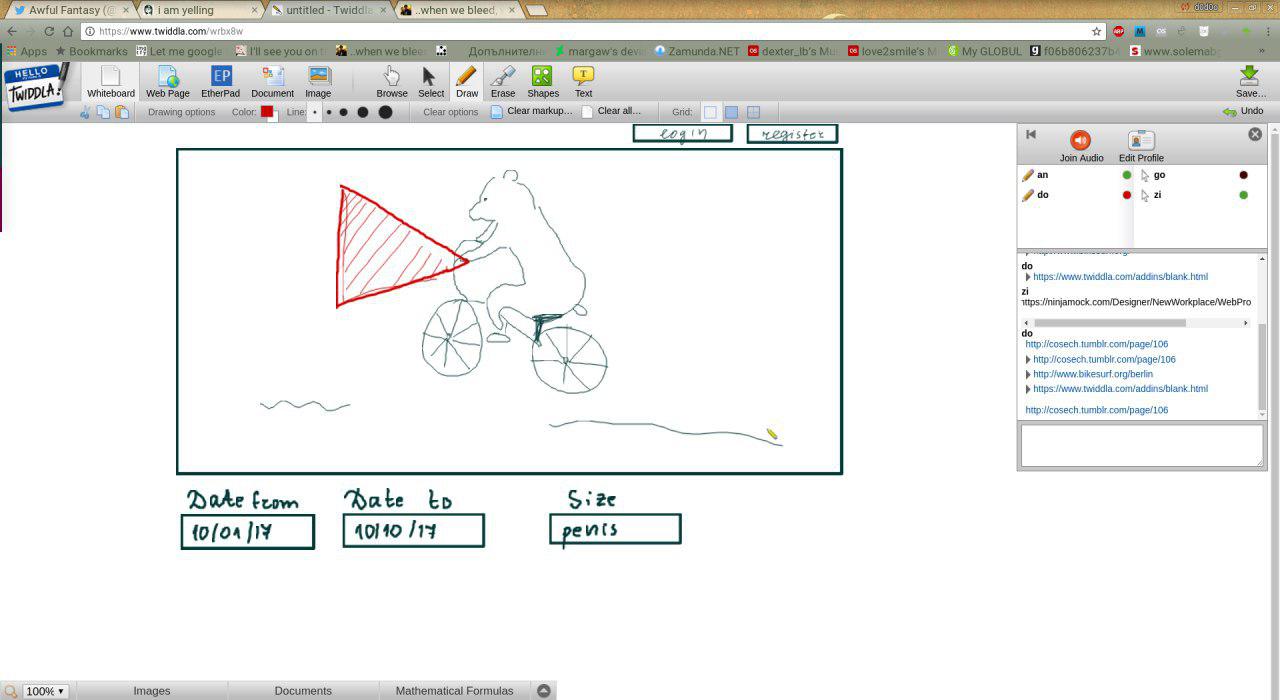 Awful Fantasy (@
i am yelling
untitled - Twiddla
..when we bleed,
dodo
https://www.twiddla.com/wrbx8w
Apps
Bookmarks
Let me google
I'll see you on t
..when we blee
Допълнителн
margaw's devi
Zamunda.NET
dexter_lb's Mu
love2smile's M
My GLOBUL
f06b806237b4
www.solemab
HELLO
TWIDDLA!
Whiteboard
Web Page
EP
EtherPad
Document
Image
Browse
Select
Draw
Erase
Shapes
T
Text
Save...
Drawing options
Color:
Line:
Clear options
Clear markup...
Clear all...
Grid:
Undo
login
register
Join Audio
Edit Profile
an
go
do
zi
do
https://www.twiddla.com/addins/blank.html
zi
https://ninjamock.com/Designer/NewWorkplace/WebPro
do
http://cosech.tumblr.com/page/106
http://cosech.tumblr.com/page/106
http://www.bikesurf.org/berlin
https://www.twiddla.com/addins/blank.html
http://cosech.tumblr.com/page/106
Date from
Date to
Size
10/01/17
10/10/17
penis
100%
Images
Documents
Mathematical Formulas